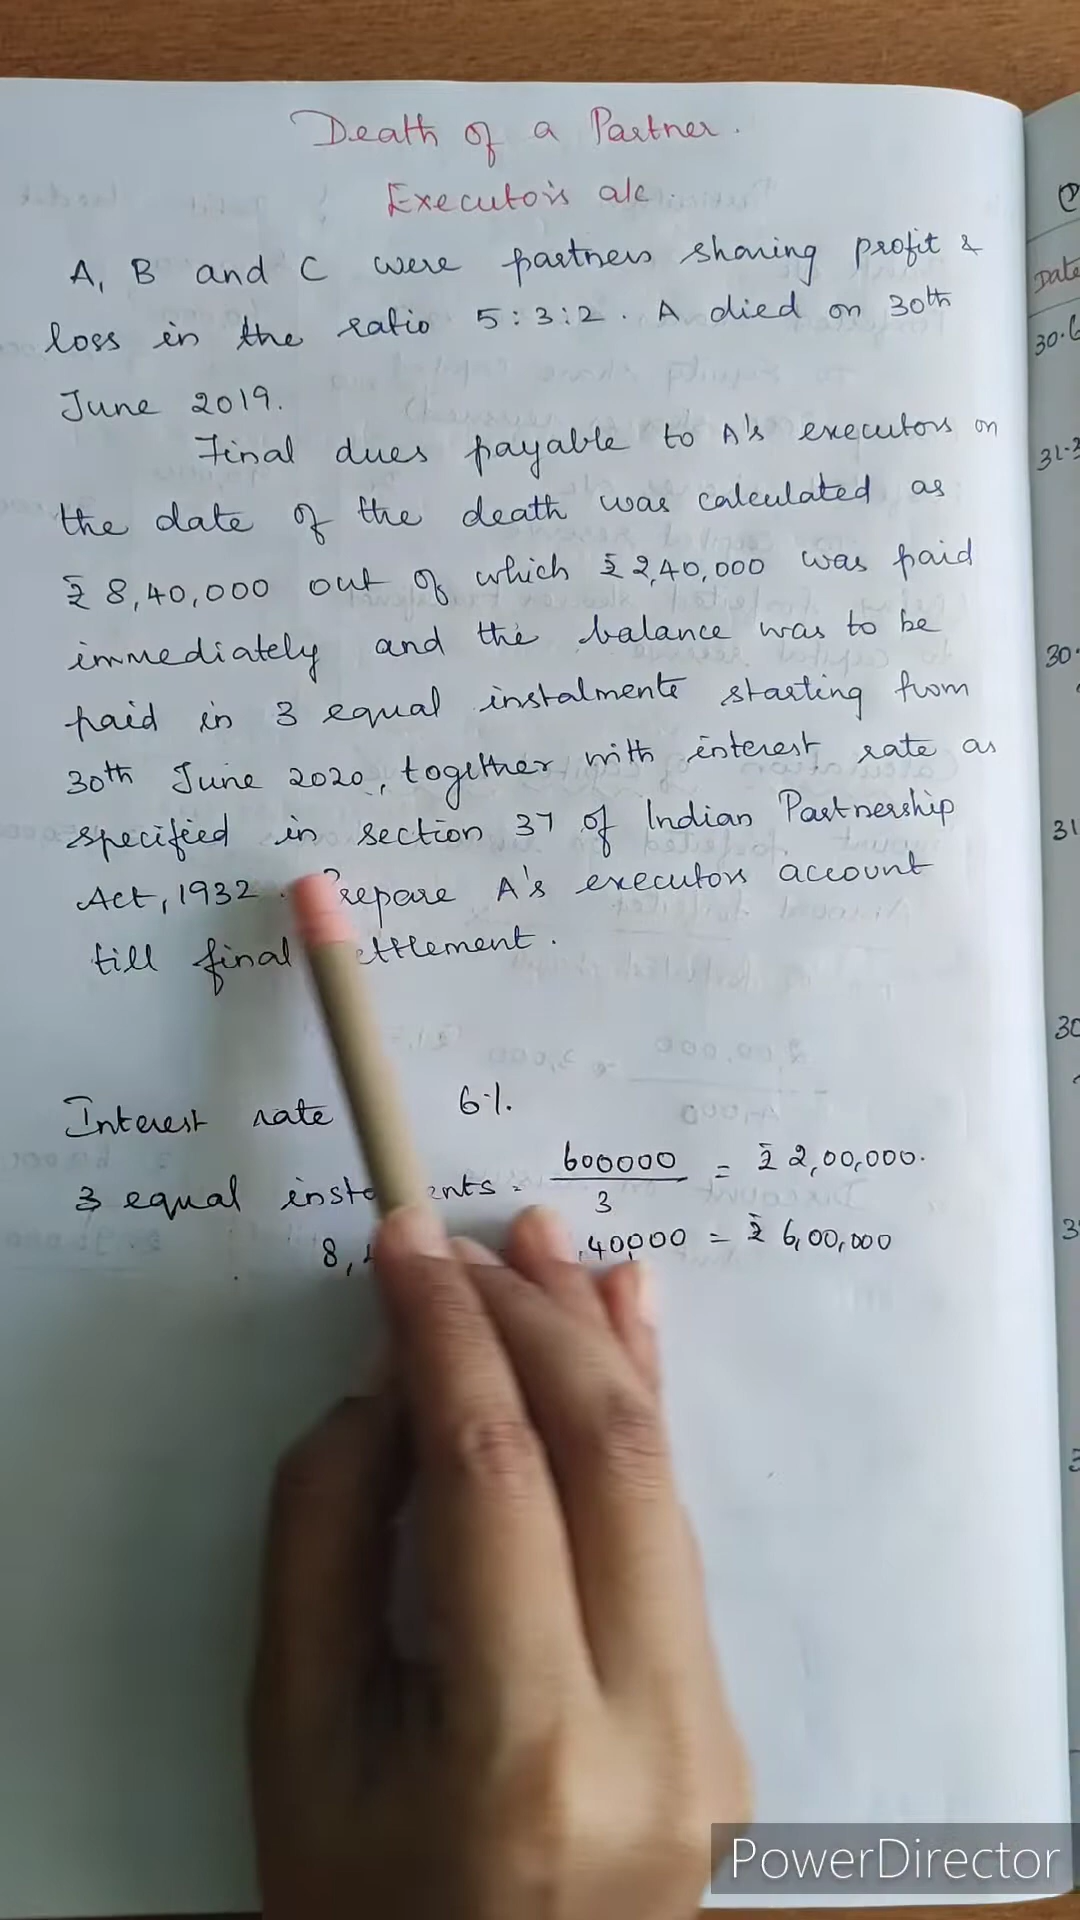 Death of a Partner.
Executor's a/c.
A, B and C were partners sharing profit &
loss in the ratio 5:3:2. A died on 30th
June 2019.
Final dues payable to A's executors on
the date of the death was calculated as
₹ 8,40,000 out of which ₹ 2,40,000 was paid
immediately and the balance was to be
paid in 3 equal instalments starting from
30th June 2020, together with interest rate as
specified in section 37 of Indian Partnership
Act, 1932. Prepare A's executors account
till final settlement.
Interest rate 6%.
3 equal instalments = 600000 / 3 = ₹ 2,00,000.
40000 = ₹ 6,00,000
Date
PowerDirector